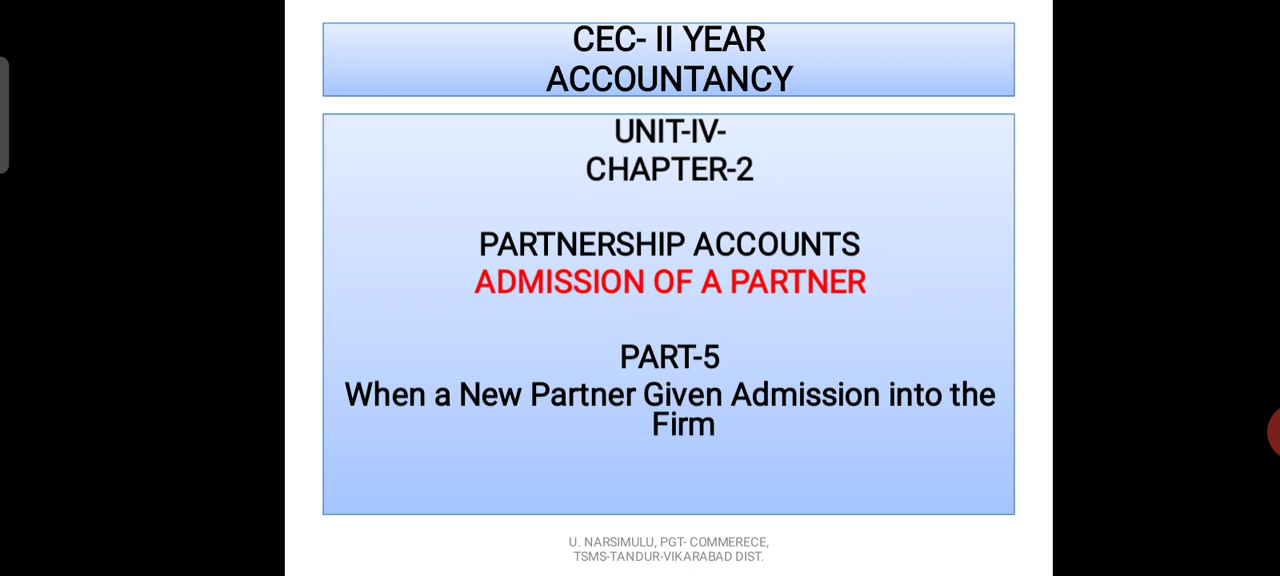 CEC- II YEAR
ACCOUNTANCY
UNIT-IV-
CHAPTER-2
PARTNERSHIP ACCOUNTS
ADMISSION OF A PARTNER
PART-5
When a New Partner Given Admission into the
Firm
U. NARSIMULU, PGT- COMMERECE,
TSMS-TANDUR-VIKARABAD DIST.